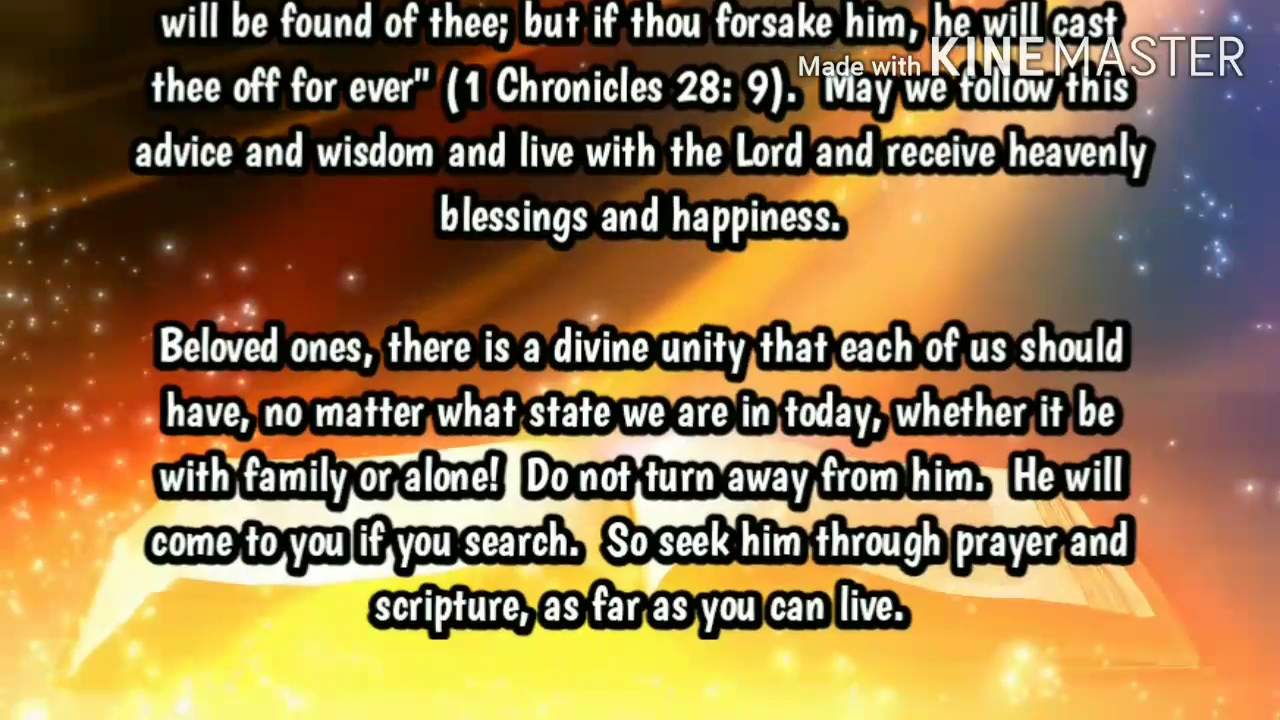 will be found of thee; but if thou forsake him, he will cast
Made with KINEMASTER
thee off for ever" (1 Chronicles 28: 9).  May we follow this
advice and wisdom and live with the Lord and receive heavenly
blessings and happiness.
Beloved ones, there is a divine unity that each of us should
have, no matter what state we are in today, whether it be
with family or alone!  Do not turn away from him.  He will
come to you if you search.  So seek him through prayer and
scripture, as far as you can live.